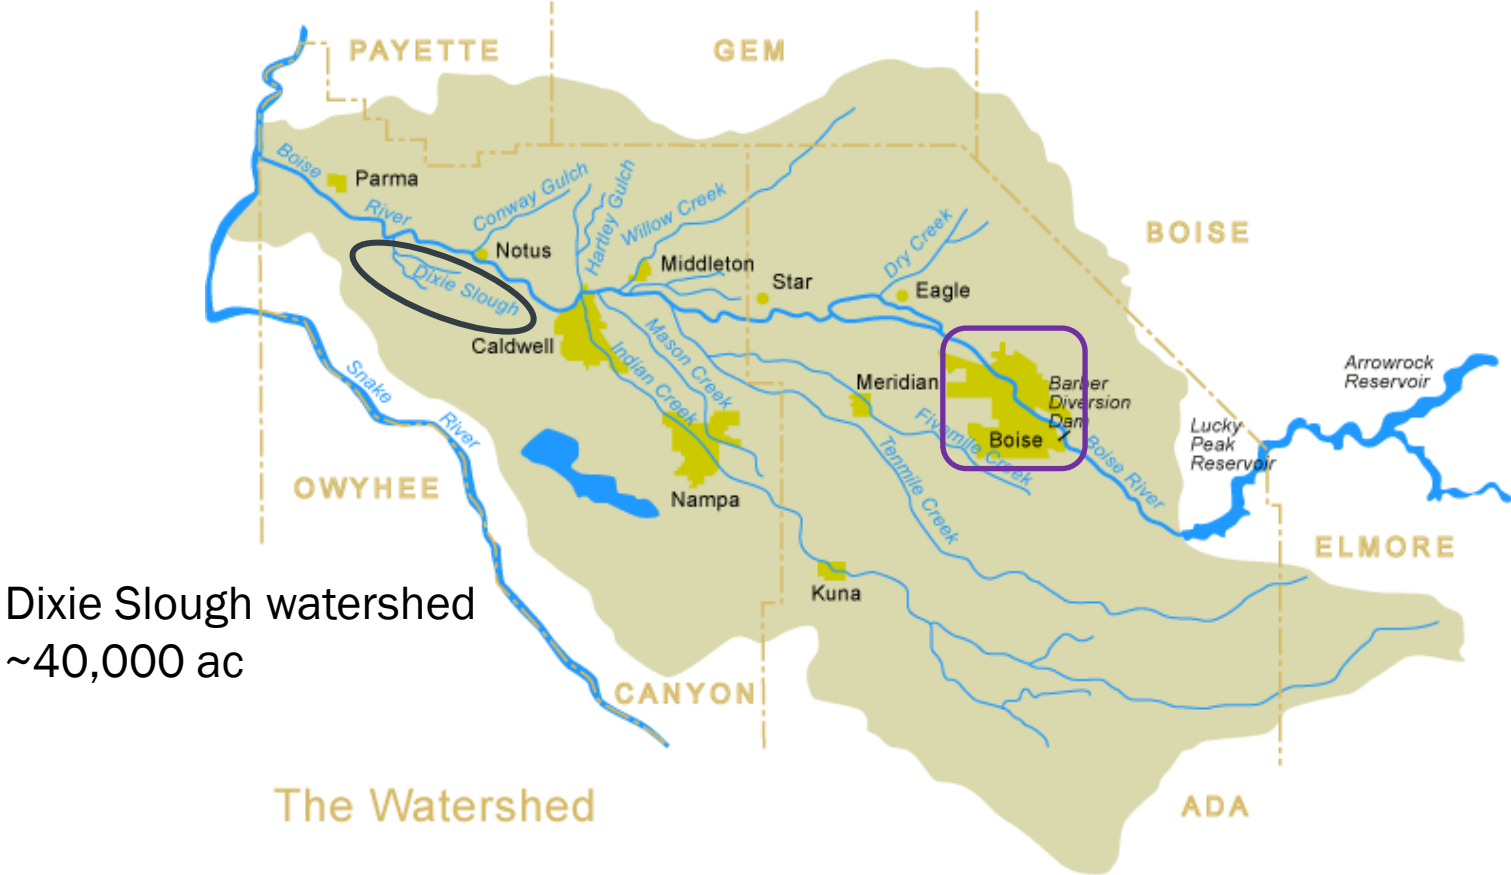 PAYETTE
GEM
Boise
Parma
River
Conway Gulch
Hartley Gulch
Willow Creek
Dry Creek
BOISE
Notus
Middleton
Star
Eagle
Dixie Slough
Caldwell
Mason Creek
Indian Creek
Meridian
Barber
Diversion
Dam
Arrowrock
Reservoir
Snake
River
Fivemile Creek
Boise
Boise River
Lucky
Peak
Reservoir
Tenmile Creek
OWYHEE
Nampa
ELMORE
Kuna
Dixie Slough watershed
~40,000 ac
CANYON
The Watershed
ADA